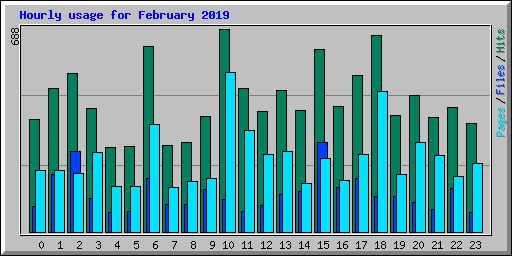 Hourly usage for February 2019
688
Pages/Files/Hits
0 1 2 3 4 5 6 7 8 9 10 11 12 13 14 15 16 17 18 19 20 21 22 23